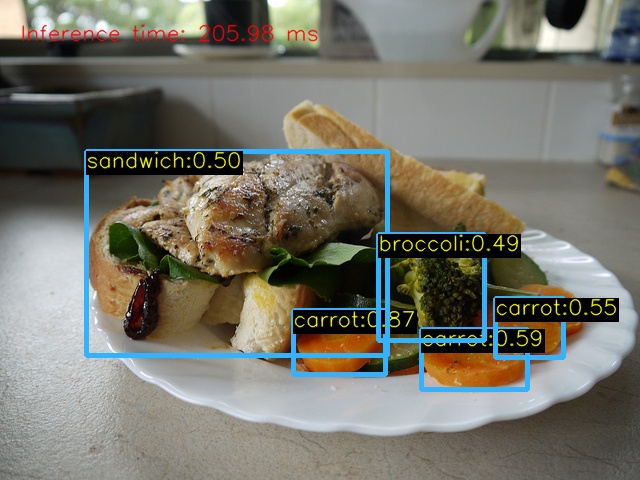 Inference time: 205.98 ms
sandwich:0.50
broccoli:0.49
carrot:0.55
carrot:0.87
carrot:0.59